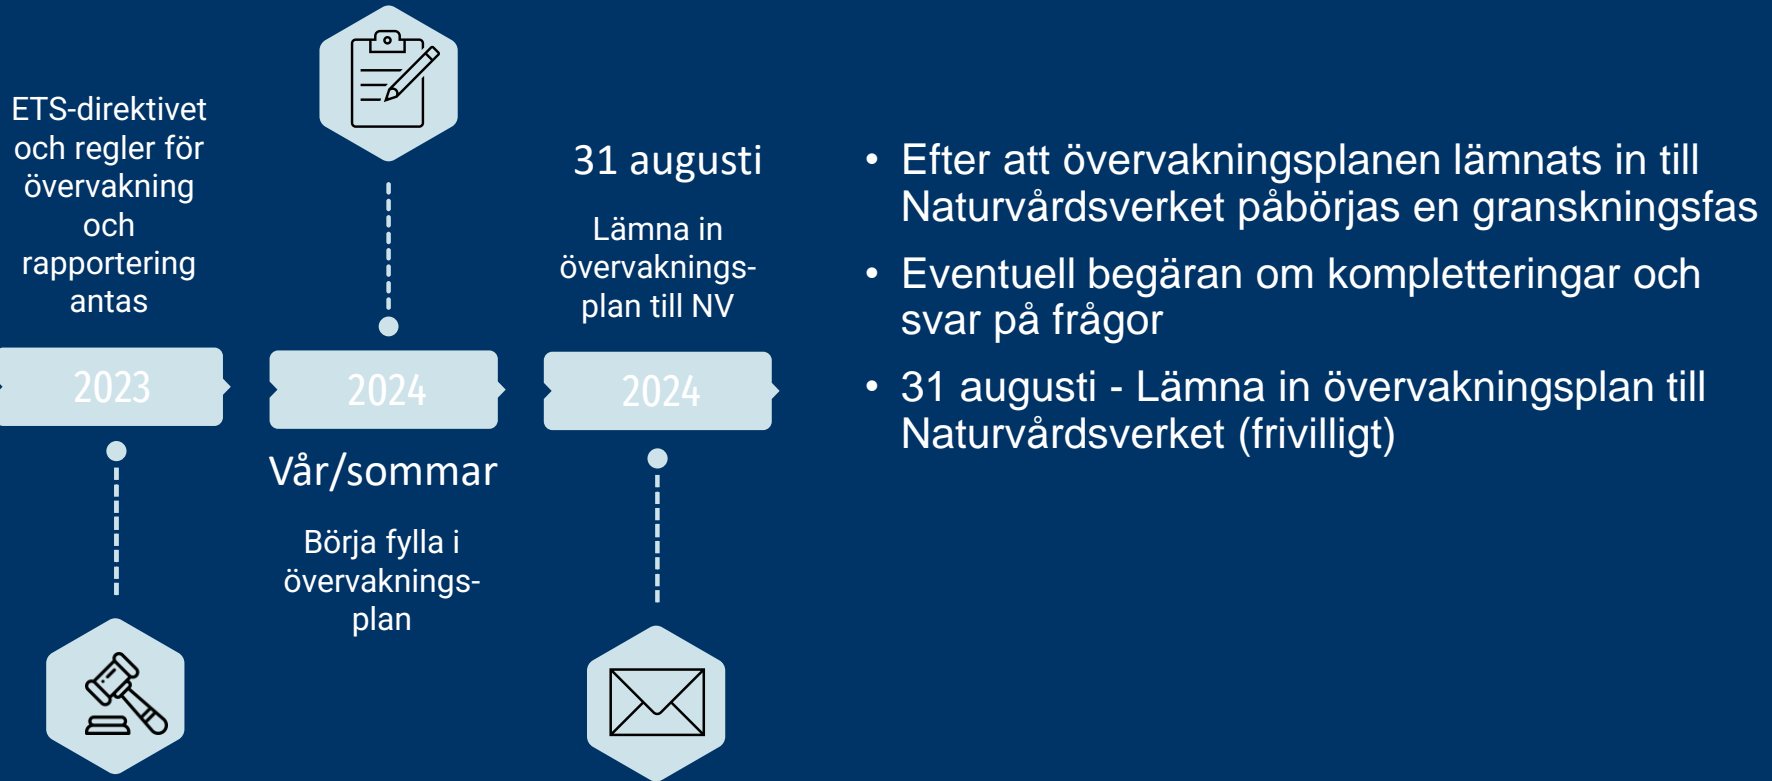 ETS-direktivet
och regler för
övervakning
och
rapportering
antas
2023
2024
Vår/sommar
Börja fylla i
övervaknings-
plan
31 augusti
Lämna in
övervaknings-
plan till NV
2024
• Efter att övervakningsplanen lämnats in till
Naturvårdsverket påbörjas en granskningsfas
• Eventuell begäran om kompletteringar och
svar på frågor
• 31 augusti - Lämna in övervakningsplan till
Naturvårdsverket (frivilligt)